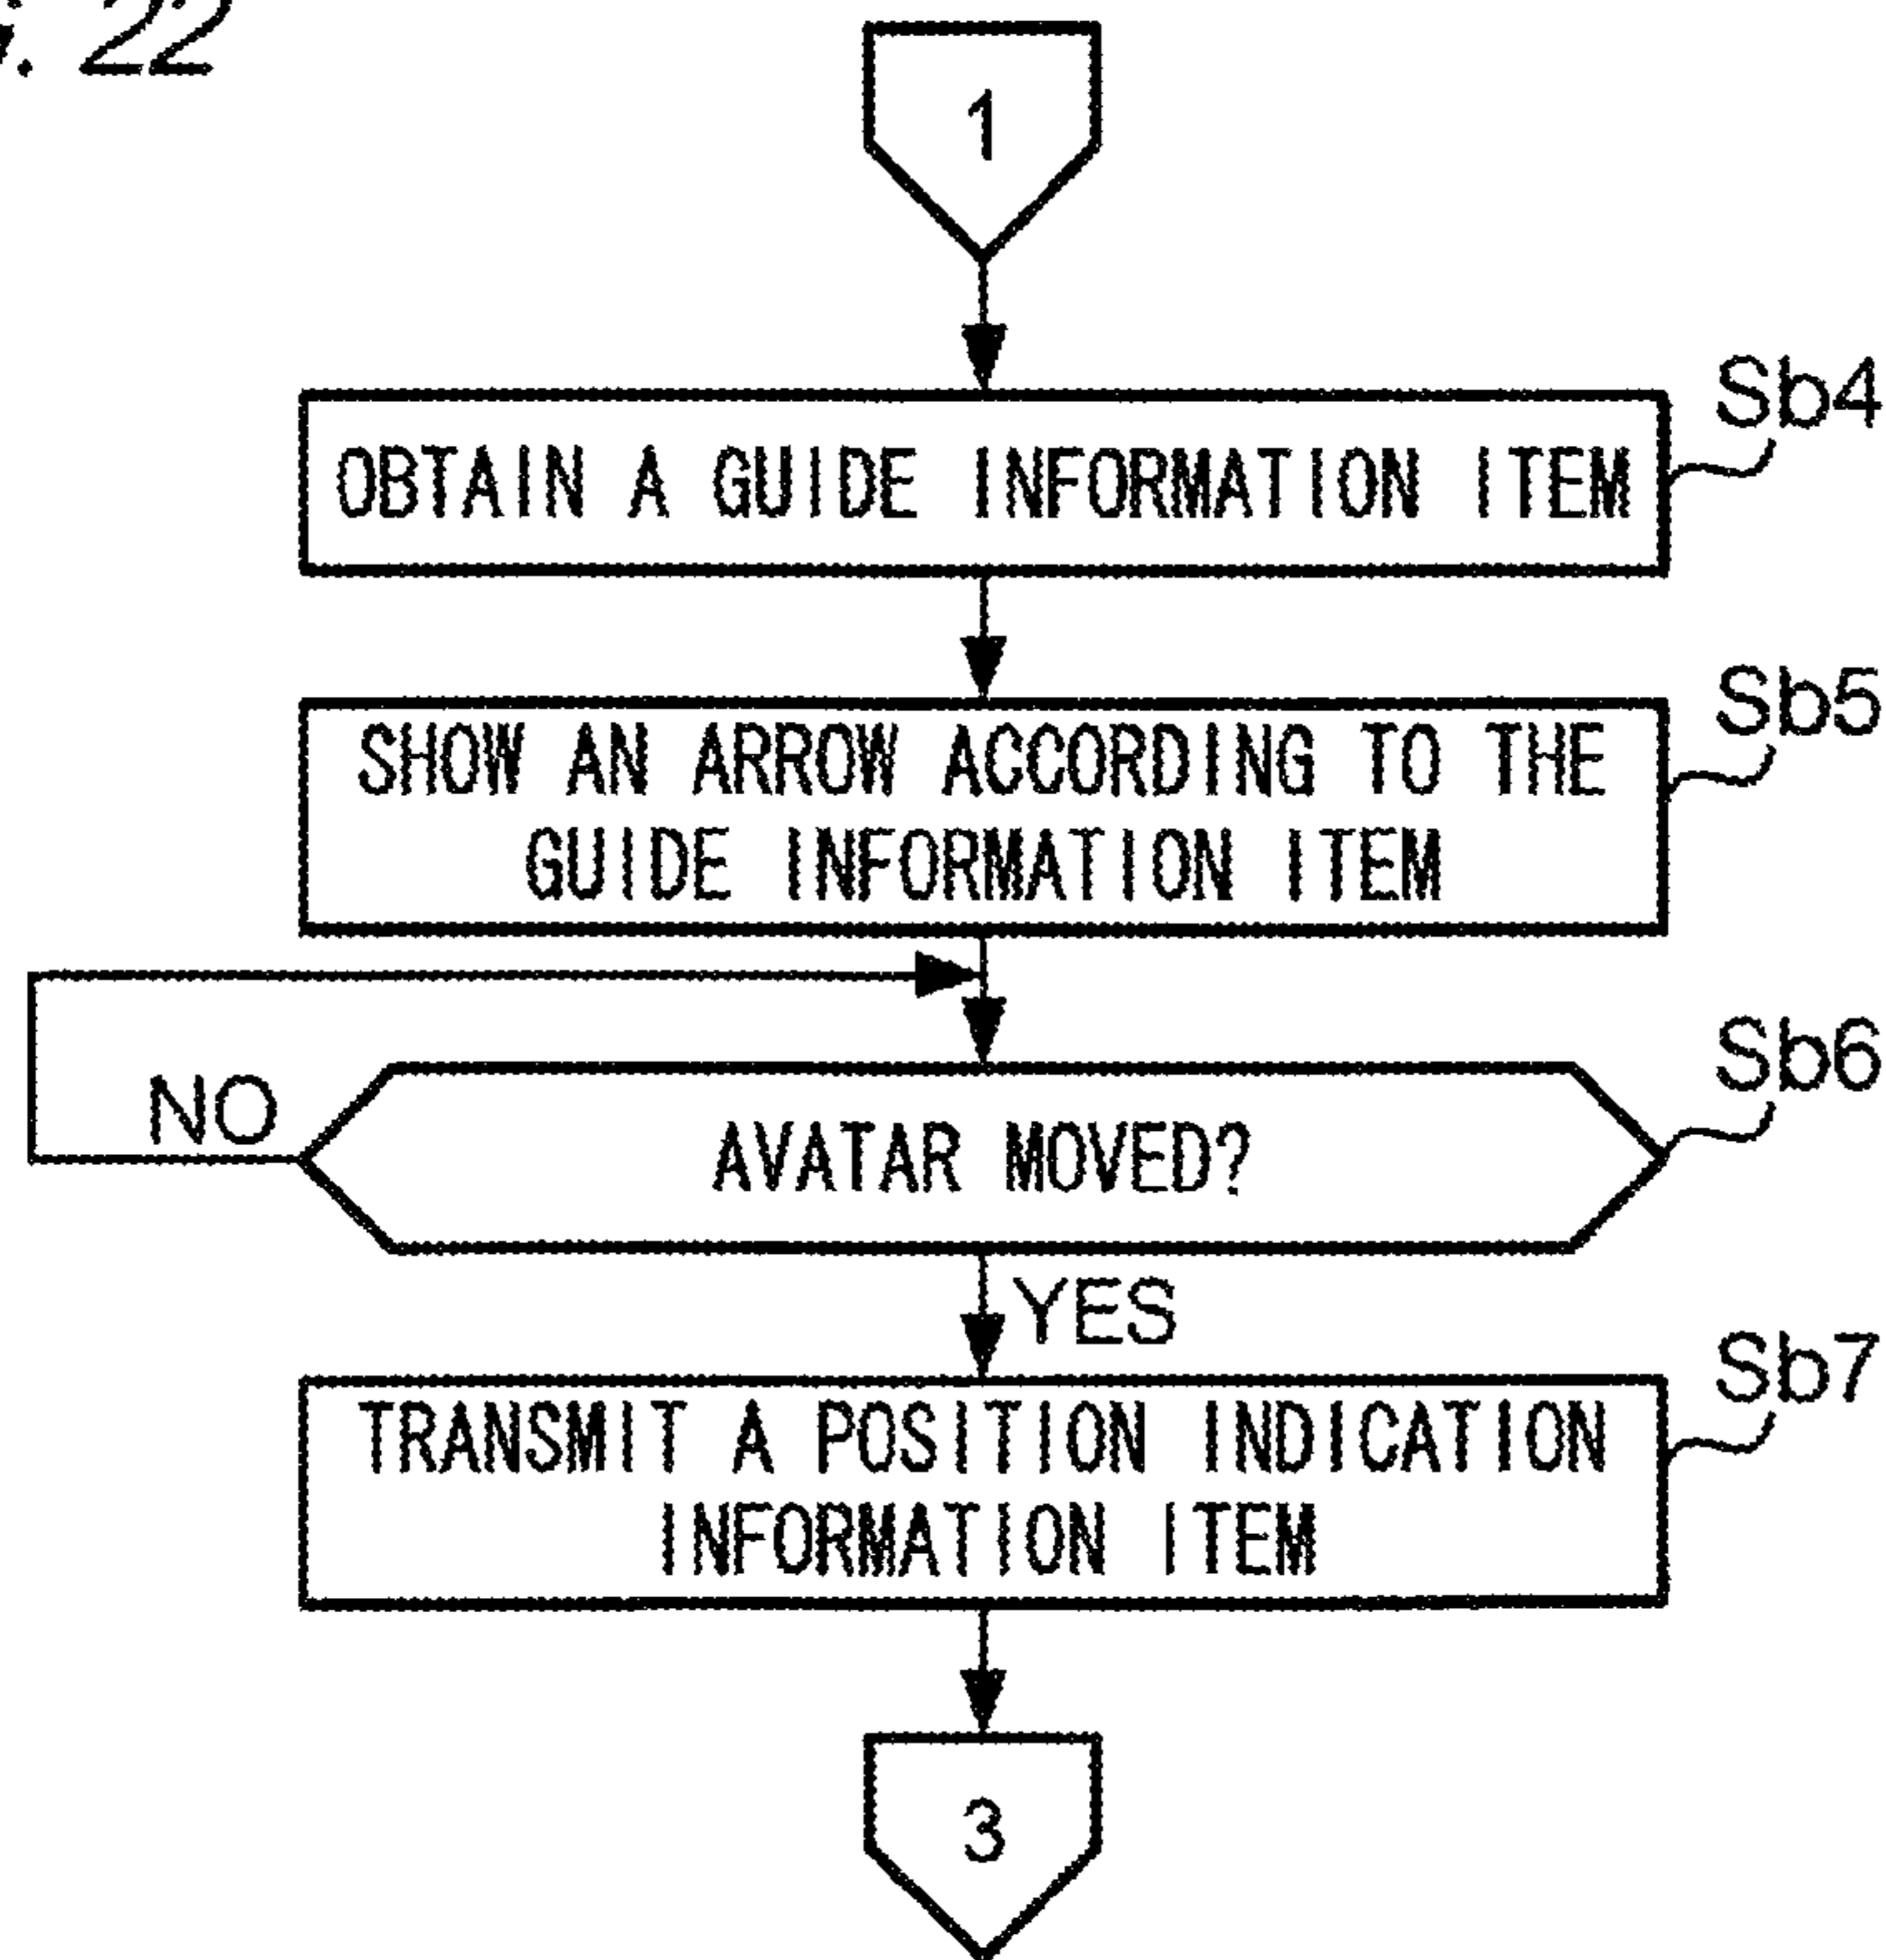 . 22
1
Sb4
OBTAIN A GUIDE INFORMATION ITEM
Sb5
SHOW AN ARROW ACCORDING TO THE
GUIDE INFORMATION ITEM
Sb6
NO
AVATAR MOVED?
YES
Sb7
TRANSMIT A POSITION INDICATION
INFORMATION ITEM
3